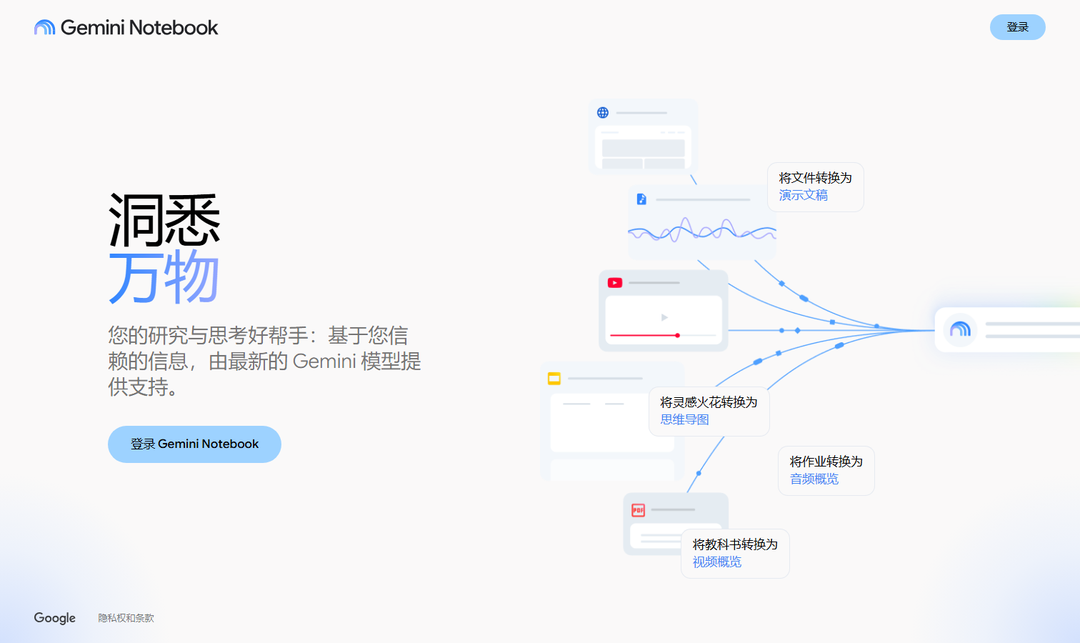 Gemini Notebook
登录
洞悉
万物
您的研究与思考好帮手：基于您信
赖的信息，由最新的 Gemini 模型提
供支持。
登录 Gemini Notebook
将文件转换为
演示文稿
将灵感火花转换为
思维导图
将作业转换为
音频概览
PDF
将教科书转换为
视频概览
Google
隐私权和条款